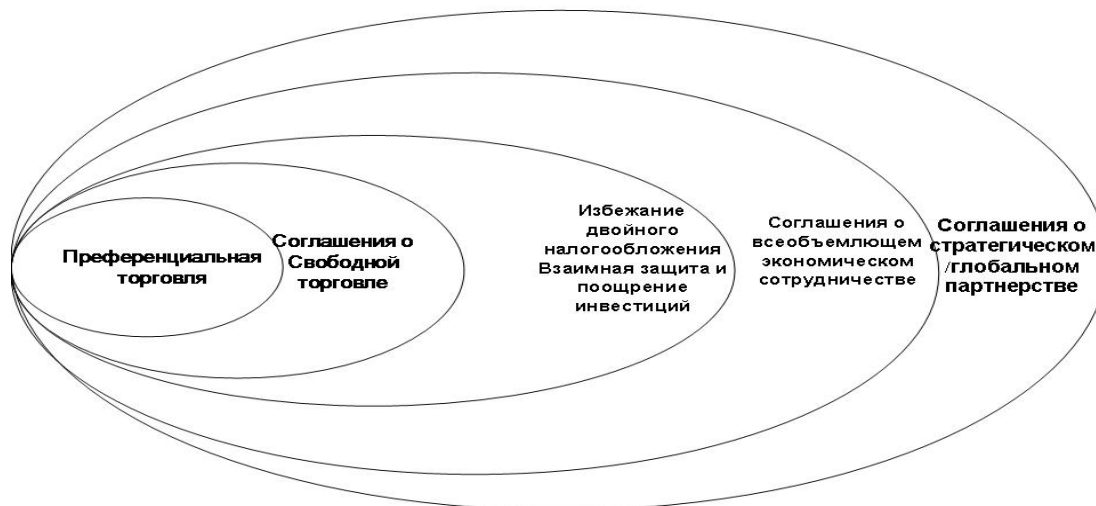 Преференциальная
торговля
Соглашения о
Свободной
торговле
Избежание
двойного
налогообложения
Взаимная защита и
поощрение
инвестиций
Соглашения о
всеобъемлющем
экономическом
сотрудничестве
Соглашения о
стратегическом
/глобальном
партнерстве